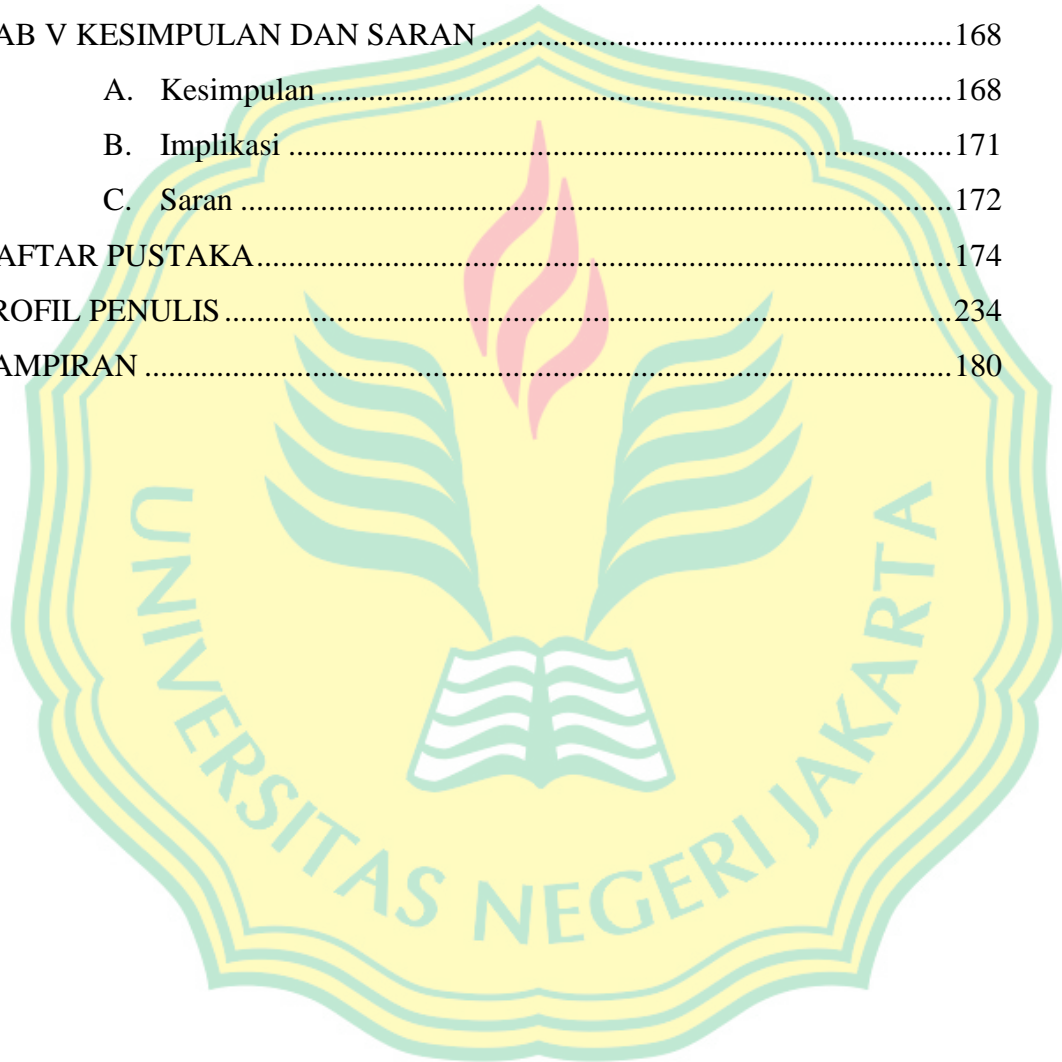 AB V KESIMPULAN DAN SARAN ............................................................ 168
A. Kesimpulan ................................................................................ 168
B. Implikasi .................................................................................... 171
C. Saran .......................................................................................... 172
AFTAR PUSTAKA ........................................................................................ 174
ROFIL PENULIS ............................................................................................ 234
AMPIRAN ...................................................................................................... 180
UNIVERSITAS NEGERI JAKARTA